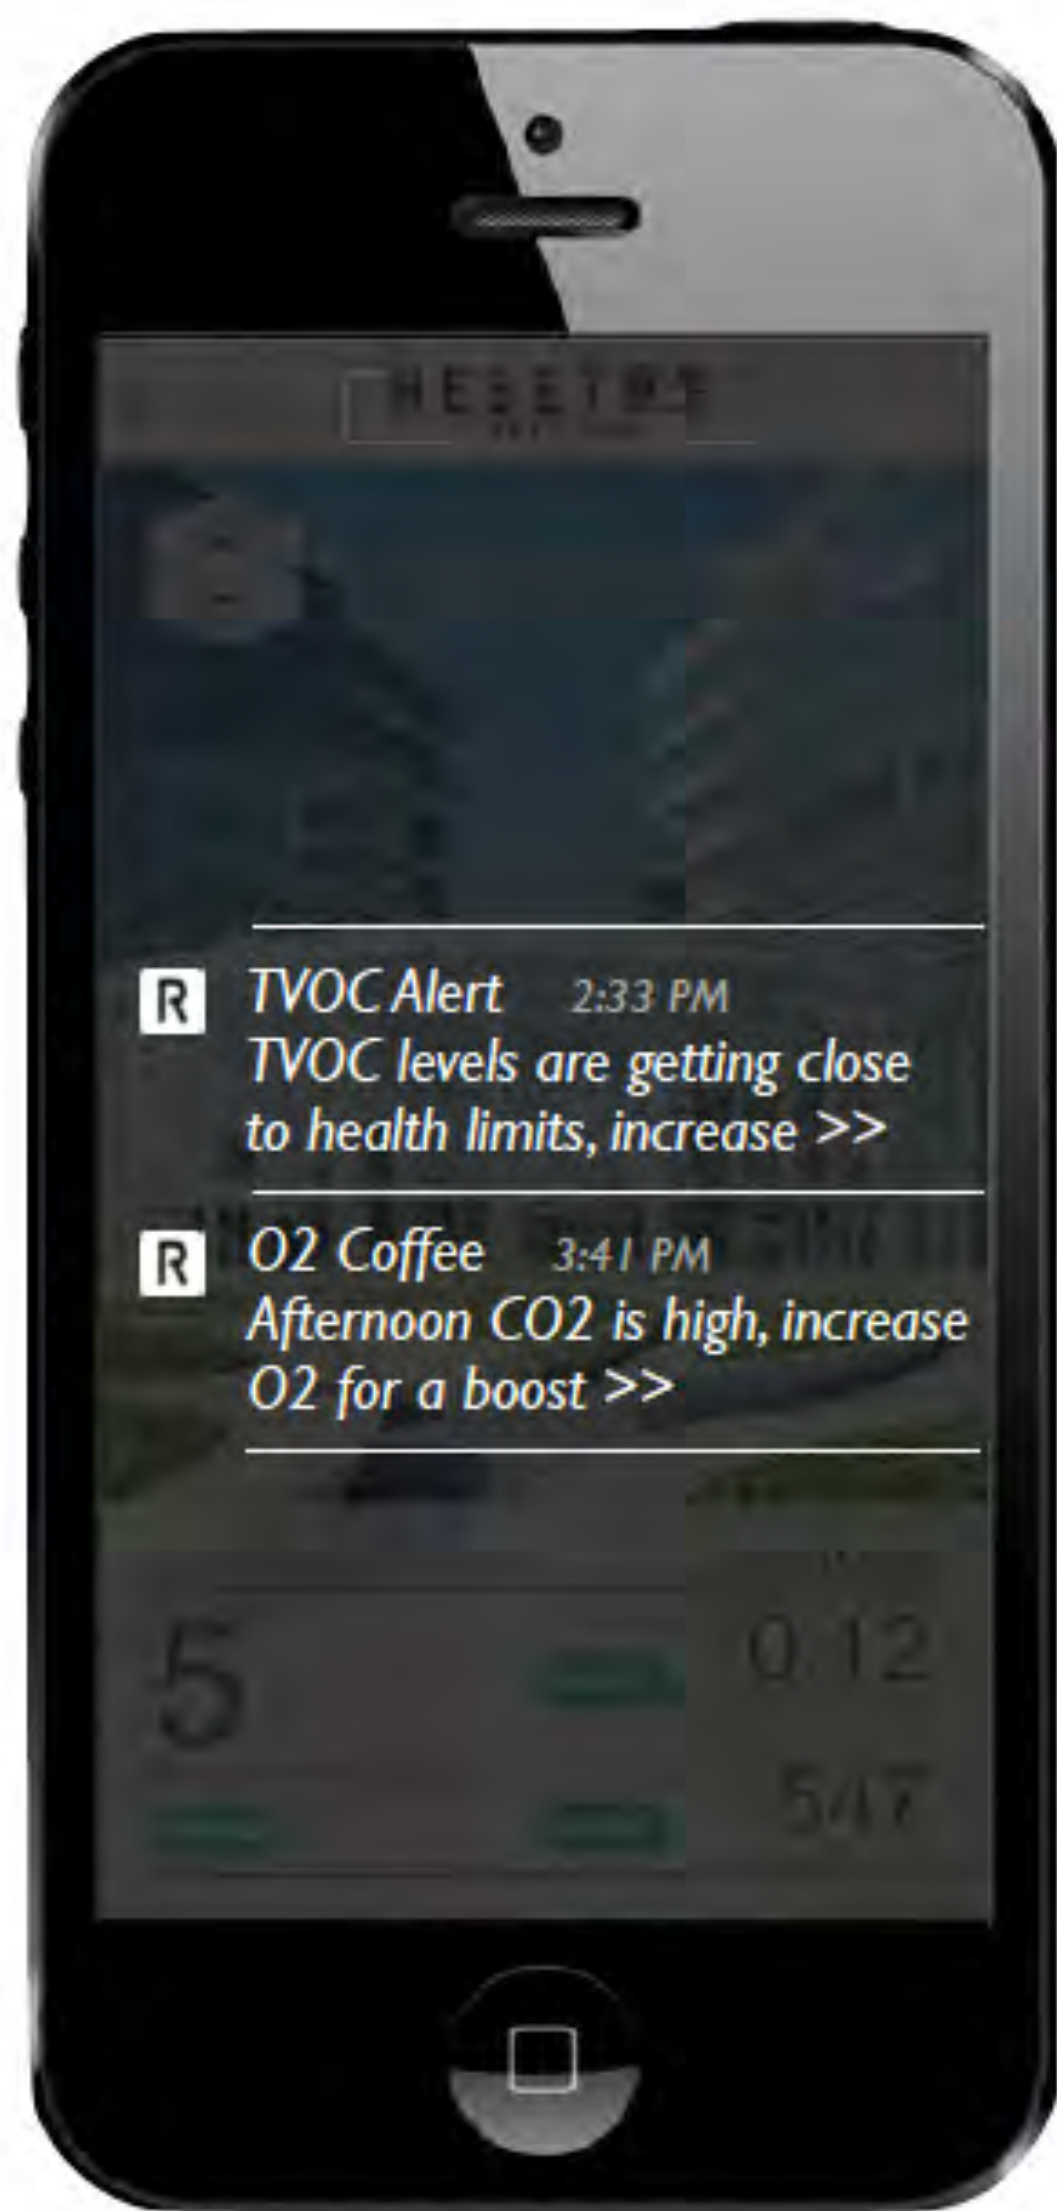 R
TVOC Alert 2:33 PM
TVOC levels are getting close
to health limits, increase >>
R
O2 Coffee 3:41 PM
Afternoon CO2 is high, increase
O2 for a boost >>
5
0.12
547